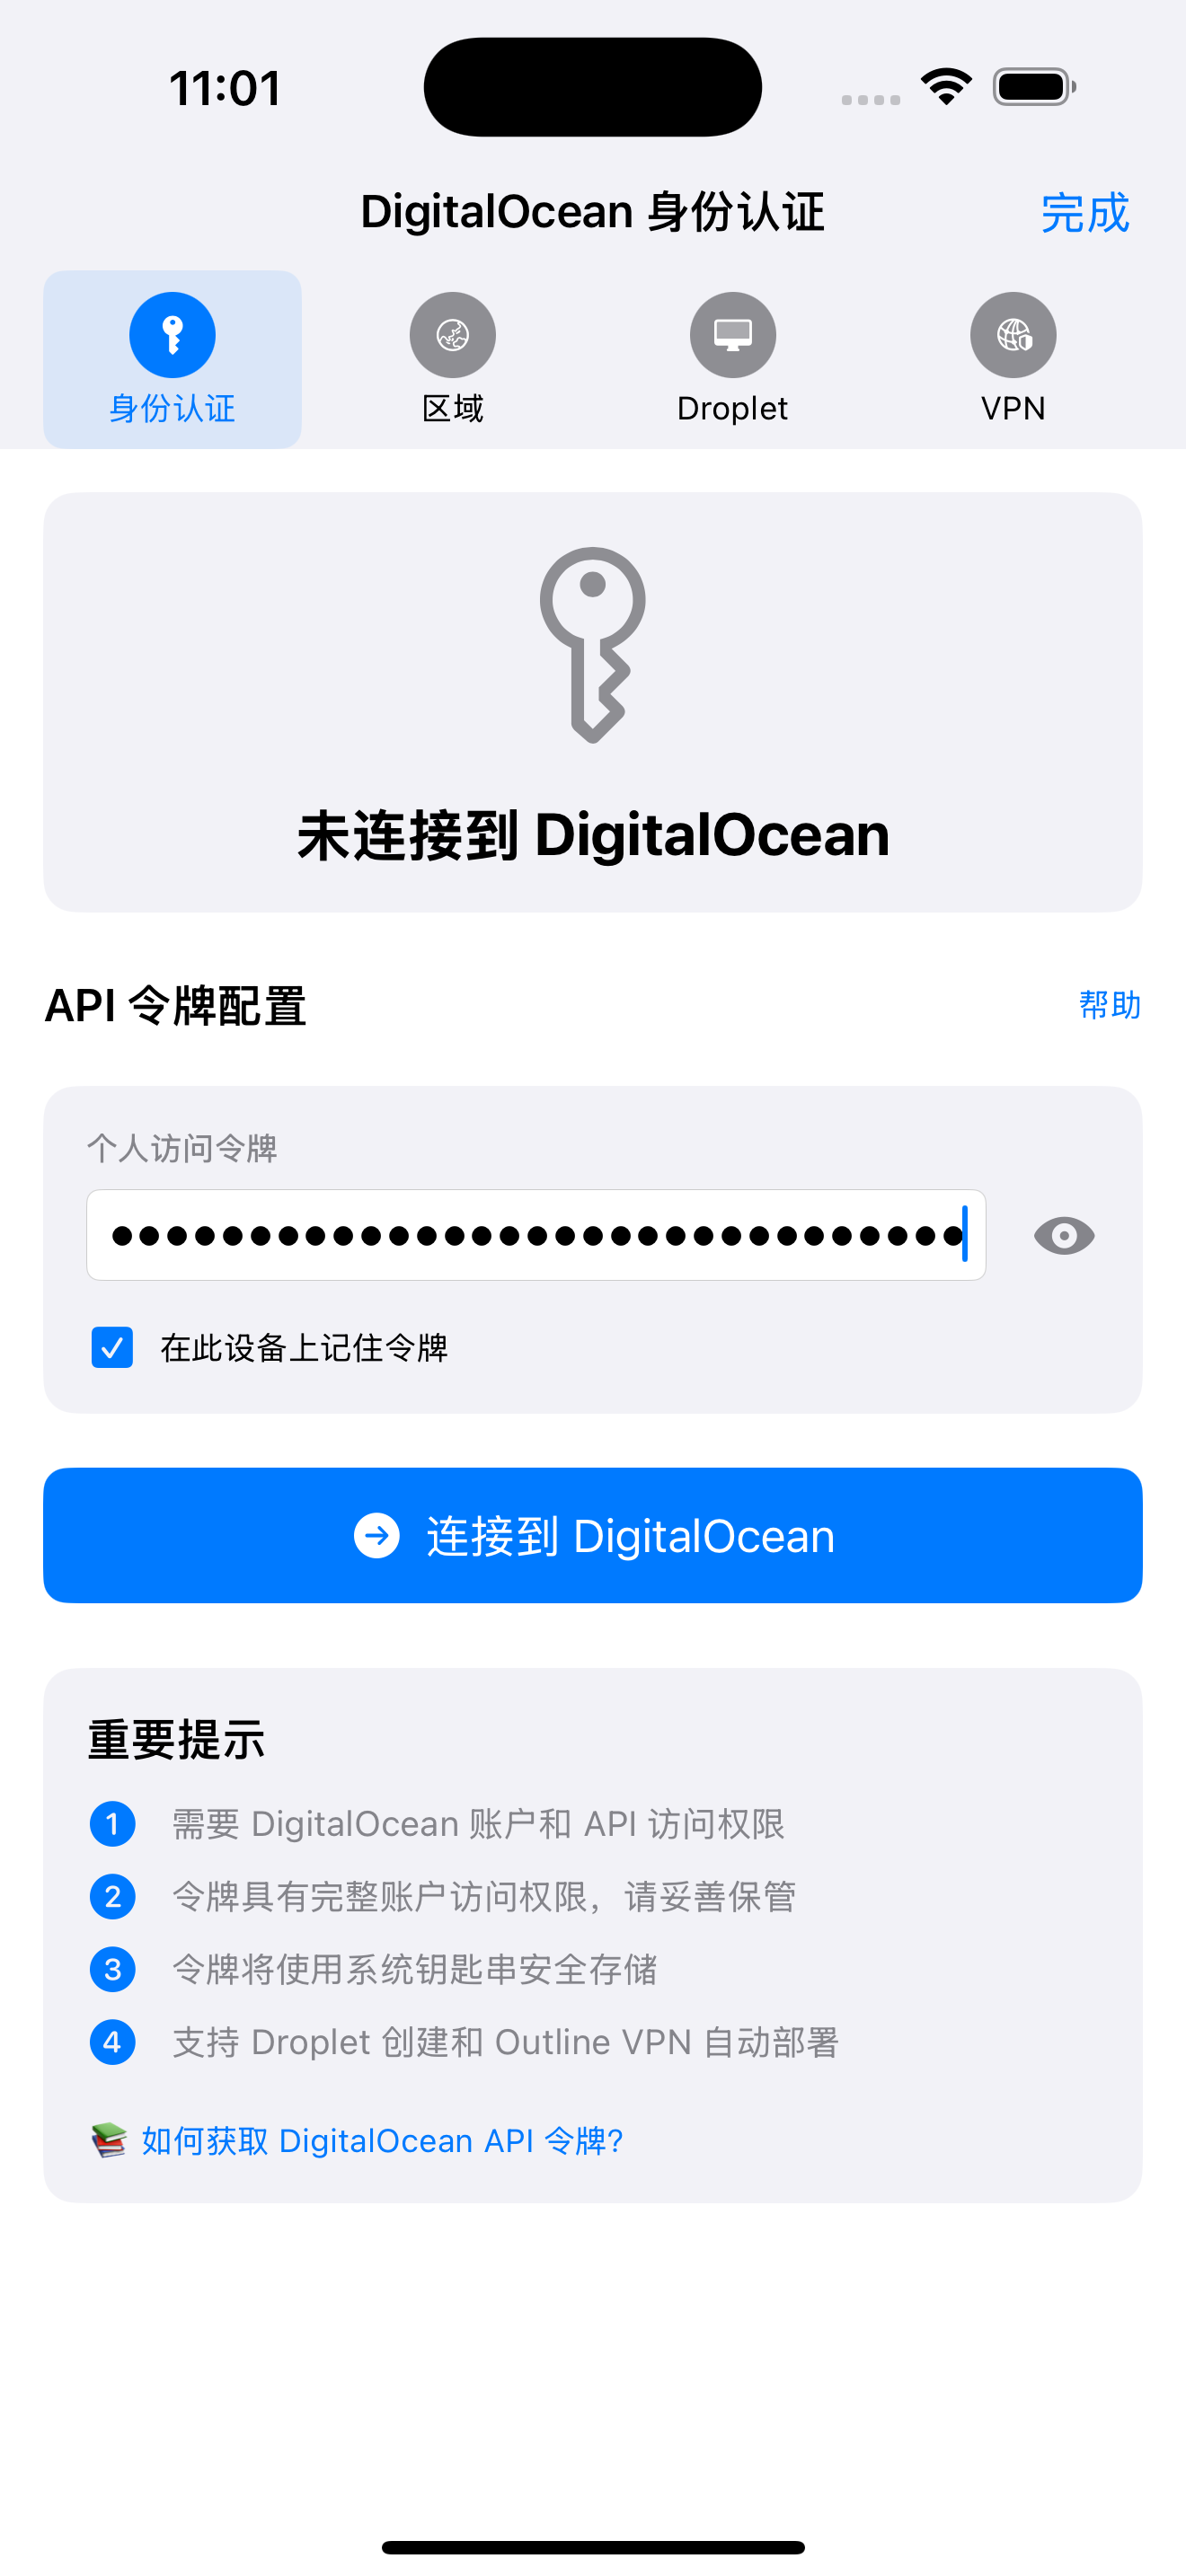 11:01
DigitalOcean 身份认证
完成
身份认证
区域
Droplet
VPN
未连接到 DigitalOcean
API 令牌配置
帮助
个人访问令牌
在此设备上记住令牌
连接到 DigitalOcean
重要提示
1 需要 DigitalOcean 账户和 API 访问权限
2 令牌具有完整账户访问权限，请妥善保管
3 令牌将使用系统钥匙串安全存储
4 支持 Droplet 创建和 Outline VPN 自动部署
如何获取 DigitalOcean API 令牌?